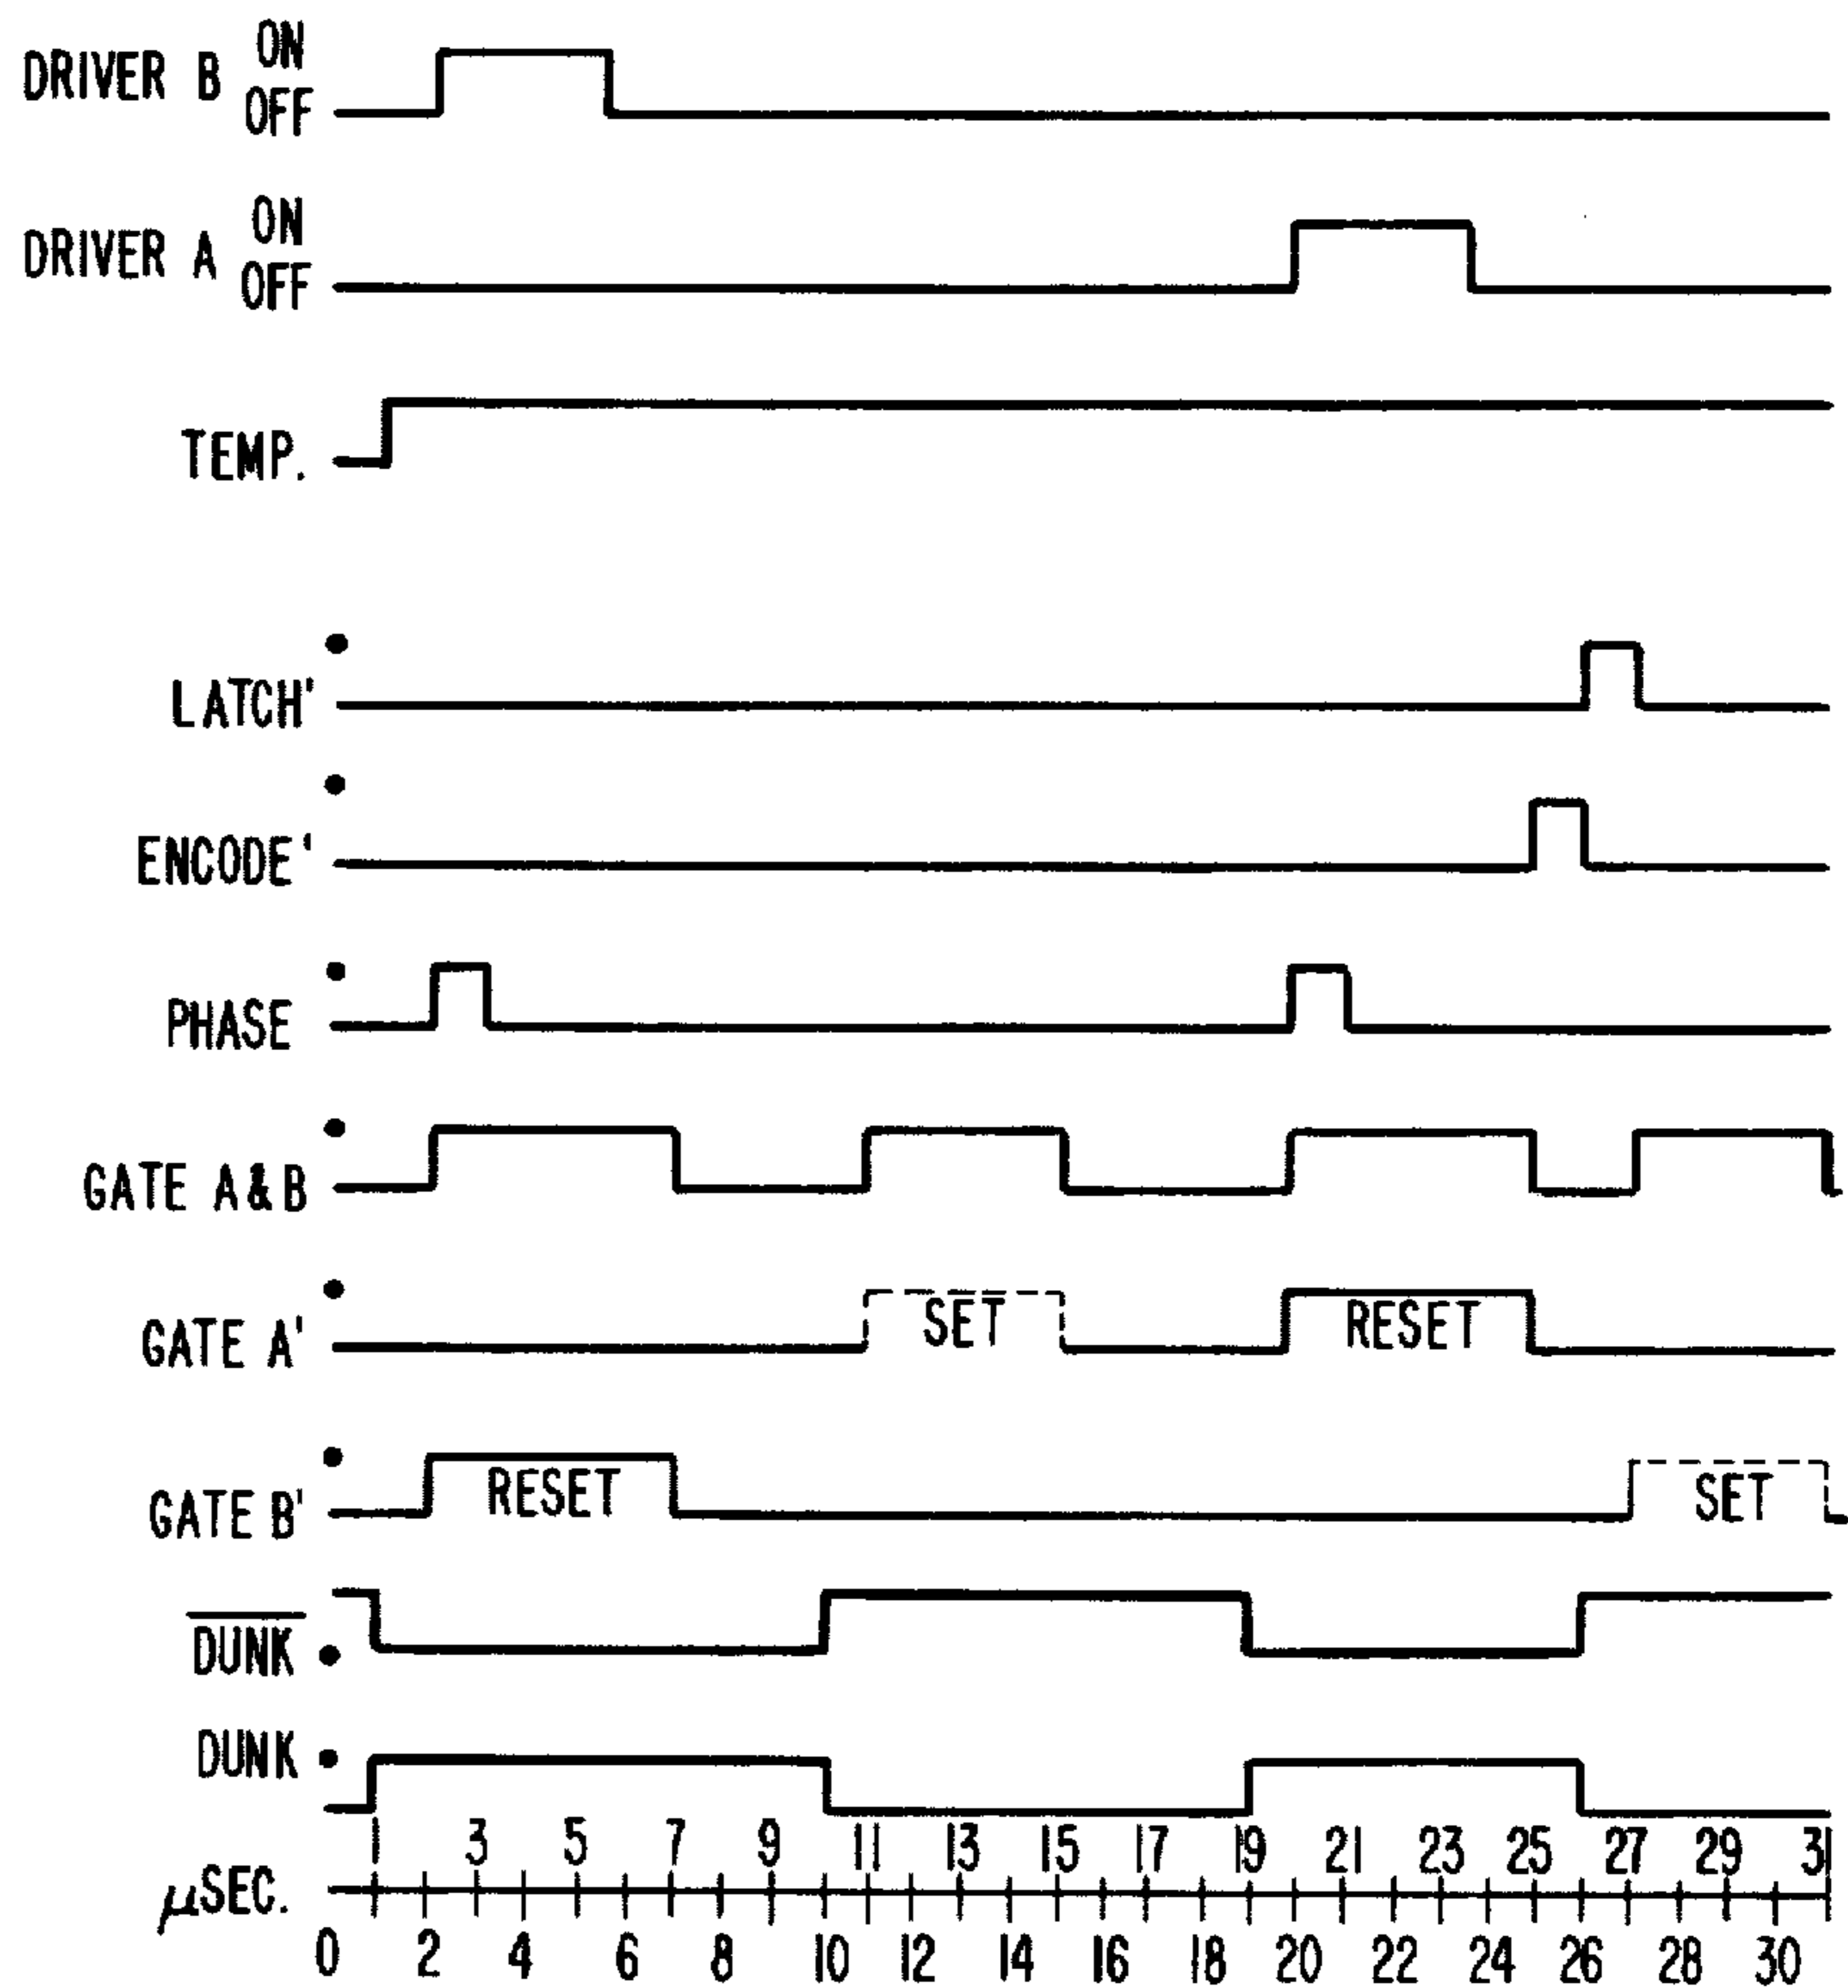 DRIVER B ON
OFF
DRIVER A ON
OFF
TEMP.
LATCH'
ENCODE'
PHASE
GATE A&B
GATE A' SET RESET
GATE B' RESET SET
DUNK
DUNK
1 3 5 7 9 11 13 15 17 19 21 23 25 27 29 31
μSEC.
0 2 4 6 8 10 12 14 16 18 20 22 24 26 28 30